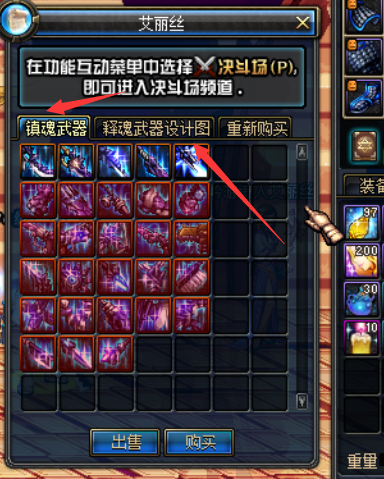 艾丽丝
在功能互动菜单中选择 决斗场(P),
即可进入决斗场频道.
镇魂武器 释魂武器设计图 重新购买
装备
97
200
30
10
出售 购买
重量